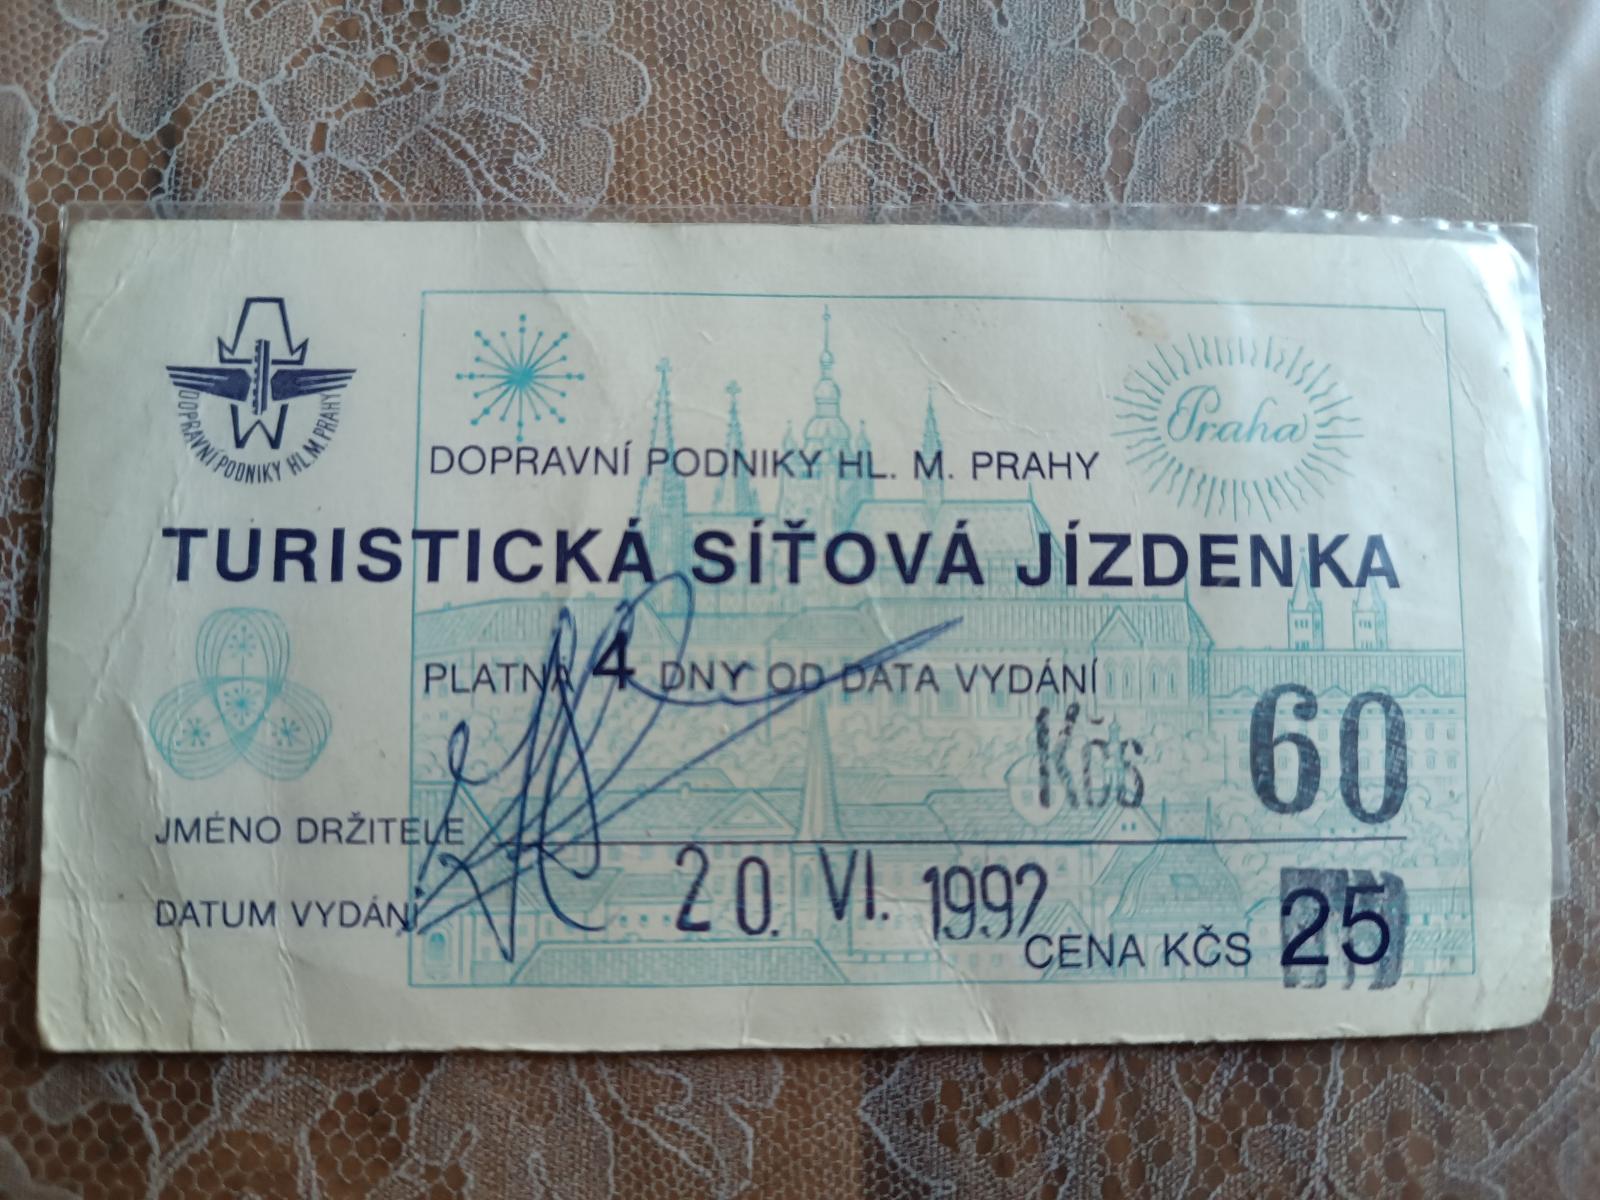 DOPRAVNÍ PODNIKY HL. M. PRAHY
Praha
DOPRAVNÍ PODNIKY HL. M. PRAHY
TURISTICKÁ SÍŤOVÁ JÍZDENKA
PLATNÁ 4 DNY OD DATA VYDÁNÍ
Kčs 60
JMÉNO DRŽITELE
DATUM VYDÁNÍ 20. VI. 1992
CENA KČS 25